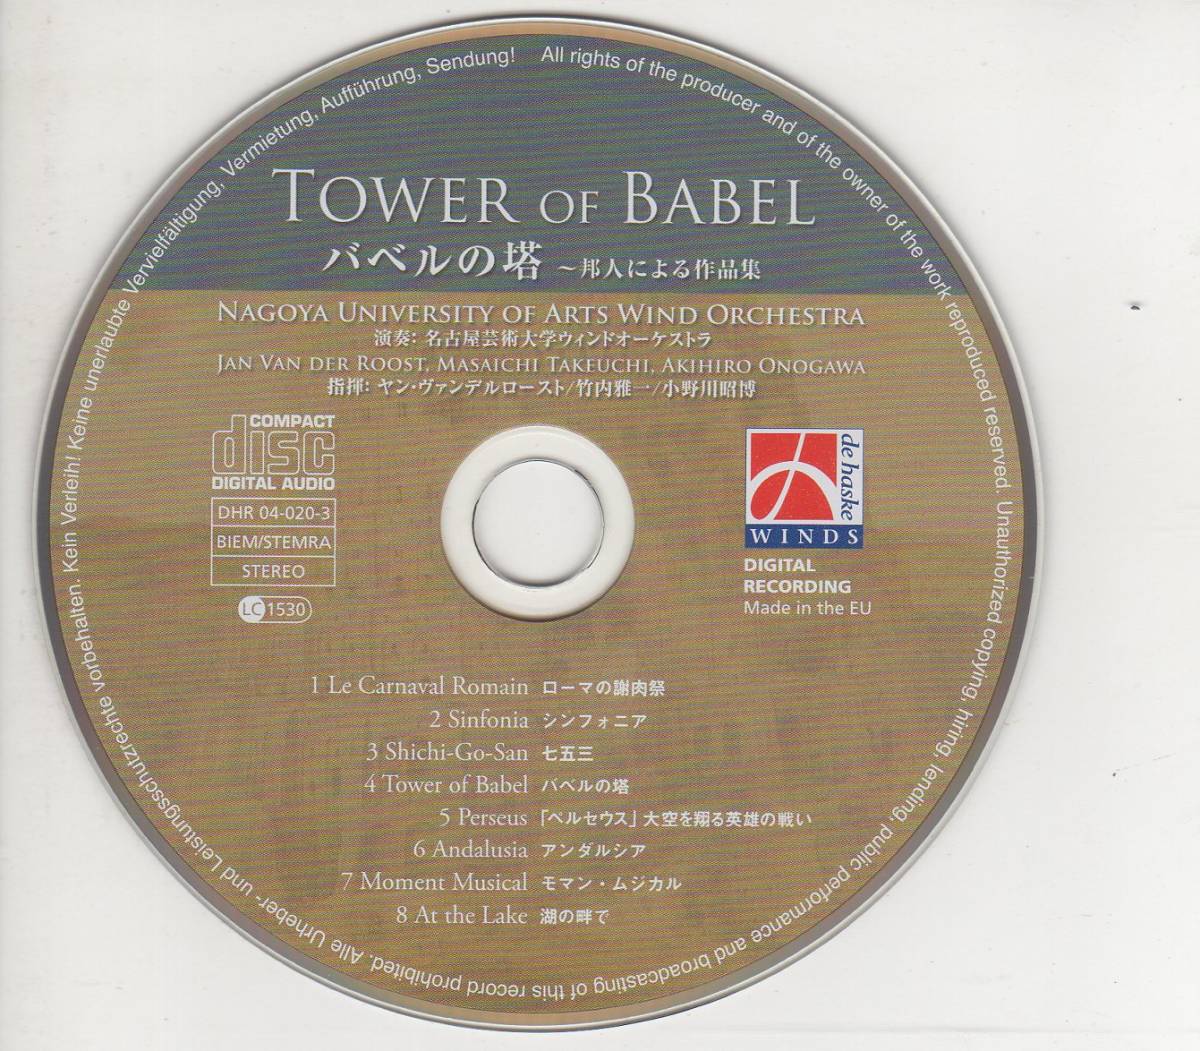 Alle Urheber- und Leistungsschutzrechte vorbehalten. Kein Verleih! Keine unerlaubte Vervielfältigung, Vermietung, Aufführung, Sendung!
All rights of the producer and of the owner of the work reproduced reserved. Unauthorized copying, hiring, lending, public performance and broadcasting of this record prohibited.
TOWER OF BABEL
バベルの塔 ～邦人による作品集
NAGOYA UNIVERSITY OF ARTS WIND ORCHESTRA
演奏: 名古屋芸術大学ウィンドオーケストラ
JAN VAN DER ROOST, MASAICHI TAKEUCHI, AKIHIRO ONOGAWA
指揮: ヤン・ヴァンデルロースト/竹内雅一/小野川昭博
COMPACT
disc
DIGITAL AUDIO
DHR 04-020-3
BIEM/STEMRA
STEREO
LC 1530
de haske
WINDS
DIGITAL
RECORDING
Made in the EU
1 Le Carnaval Romain ローマの謝肉祭
2 Sinfonia シンフォニア
3 Shichi-Go-San 七五三
4 Tower of Babel バベルの塔
5 Perseus 「ペルセウス」大空を翔る英雄の戦い
6 Andalusia アンダルシア
7 Moment Musical モマン・ムジカル
8 At the Lake 湖の畔で